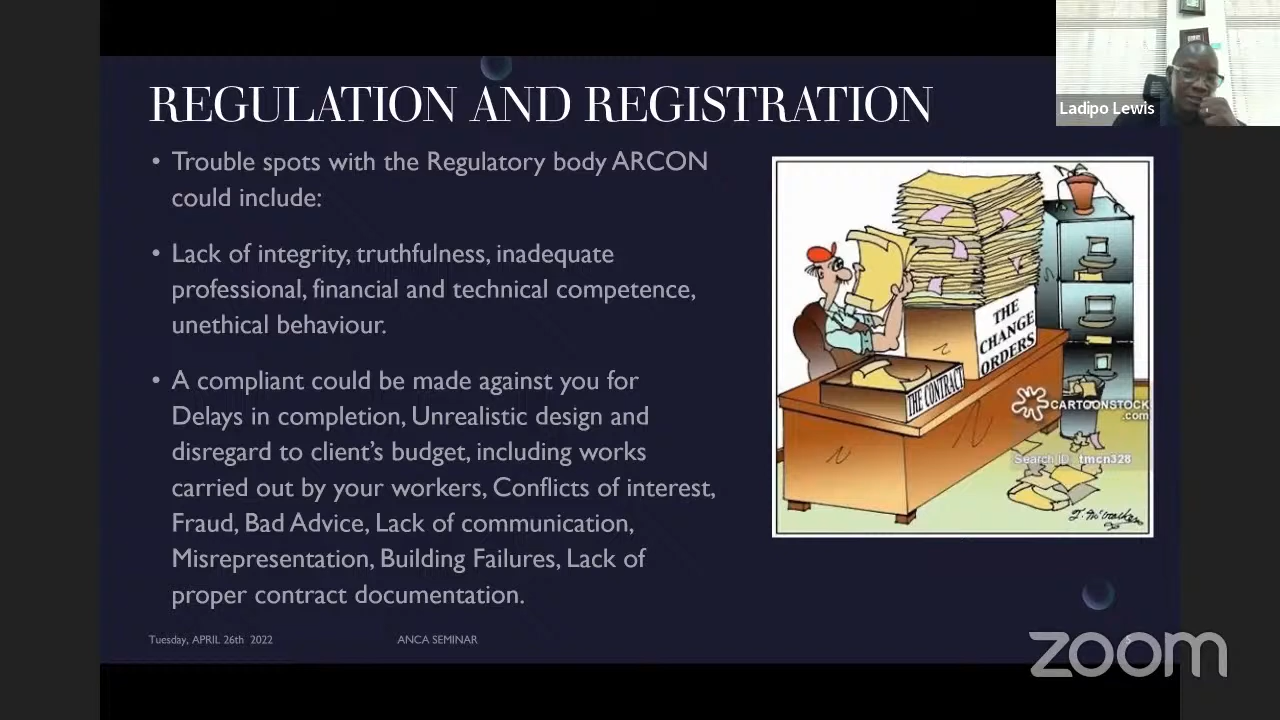 REGULATION AND REGISTRATION
Ladipo Lewis
• Trouble spots with the Regulatory body ARCON
could include:
• Lack of integrity, truthfulness, inadequate
professional, financial and technical competence,
unethical behaviour.
• A compliant could be made against you for
Delays in completion, Unrealistic design and
disregard to client's budget, including works
carried out by your workers, Conflicts of interest,
Fraud, Bad Advice, Lack of communication,
Misrepresentation, Building Failures, Lack of
proper contract documentation.
THE
CHANGE
ORDERS
THE CONTRACT
CARTOONSTOCK
.com
Search ID: tmcn328
Tuesday, APRIL 26th 2022
ANCA SEMINAR
zoom